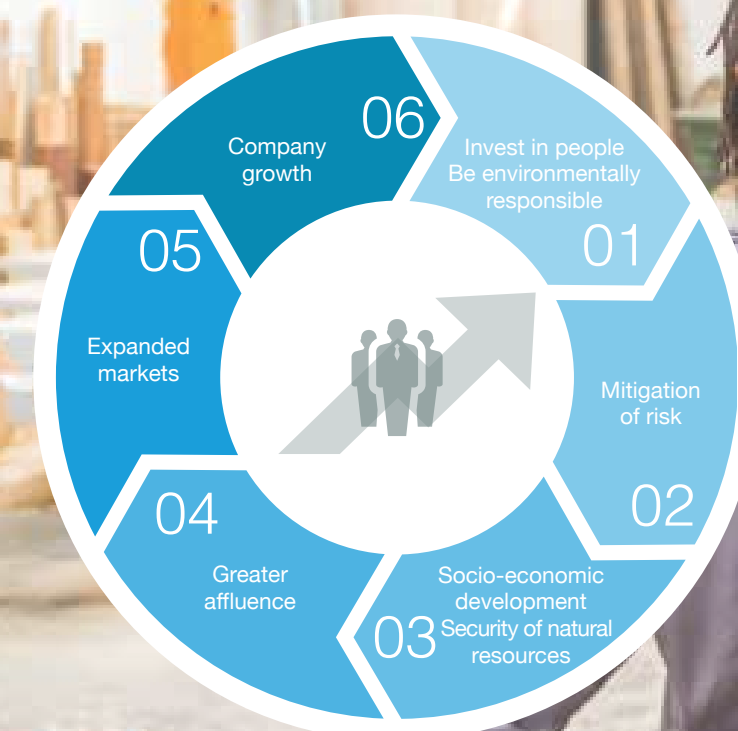 01
Invest in people
Be environmentally
responsible
02
Mitigation
of risk
03
Socio-economic
development
Security of natural
resources
04
Greater
affluence
05
Expanded
markets
06
Company
growth